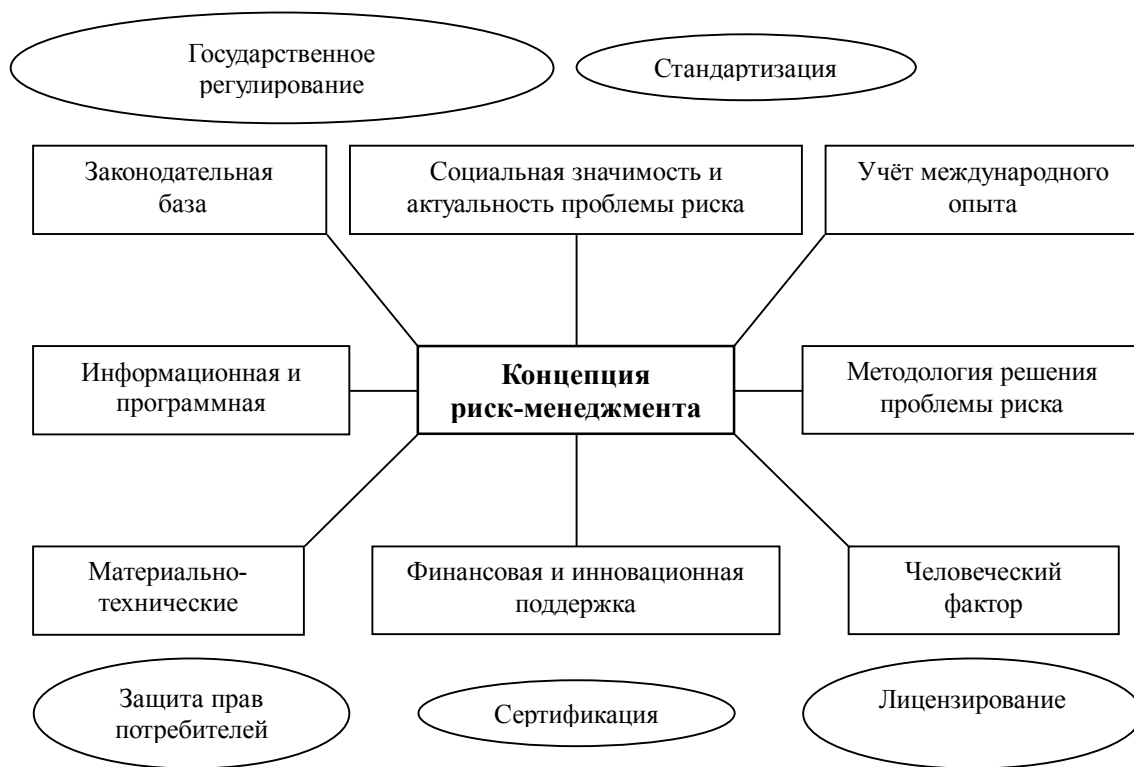 Государственное
регулирование
Стандартизация
Законодательная
база
Социальная значимость и
актуальность проблемы риска
Учёт международного
опыта
Информационная и
программная
Концепция
риск-менеджмента
Методология решения
проблемы риска
Материально-
технические
Финансовая и инновационная
поддержка
Человеческий
фактор
Защита прав
потребителей
Сертификация
Лицензирование